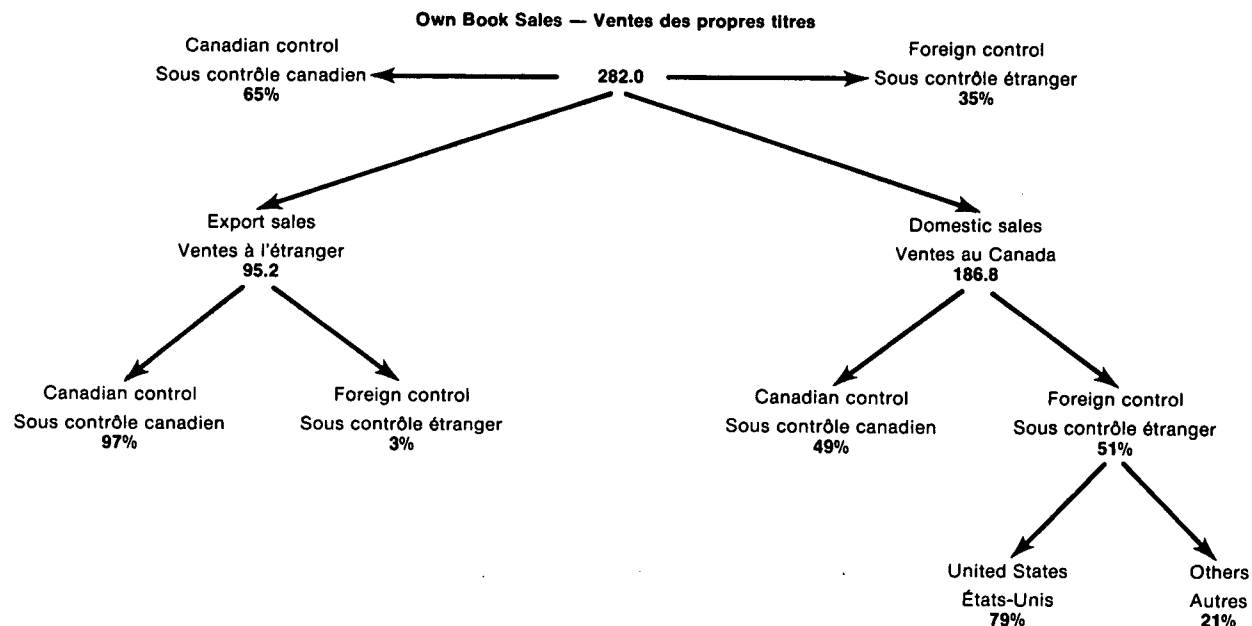 Own Book Sales — Ventes des propres titres
Canadian control
Sous contrôle canadien
65%
282.0
Foreign control
Sous contrôle étranger
35%
Export sales
Ventes à l'étranger
95.2
Domestic sales
Ventes au Canada
186.8
Canadian control
Sous contrôle canadien
97%
Foreign control
Sous contrôle étranger
3%
Canadian control
Sous contrôle canadien
49%
Foreign control
Sous contrôle étranger
51%
United States
États-Unis
79%
Others
Autres
21%